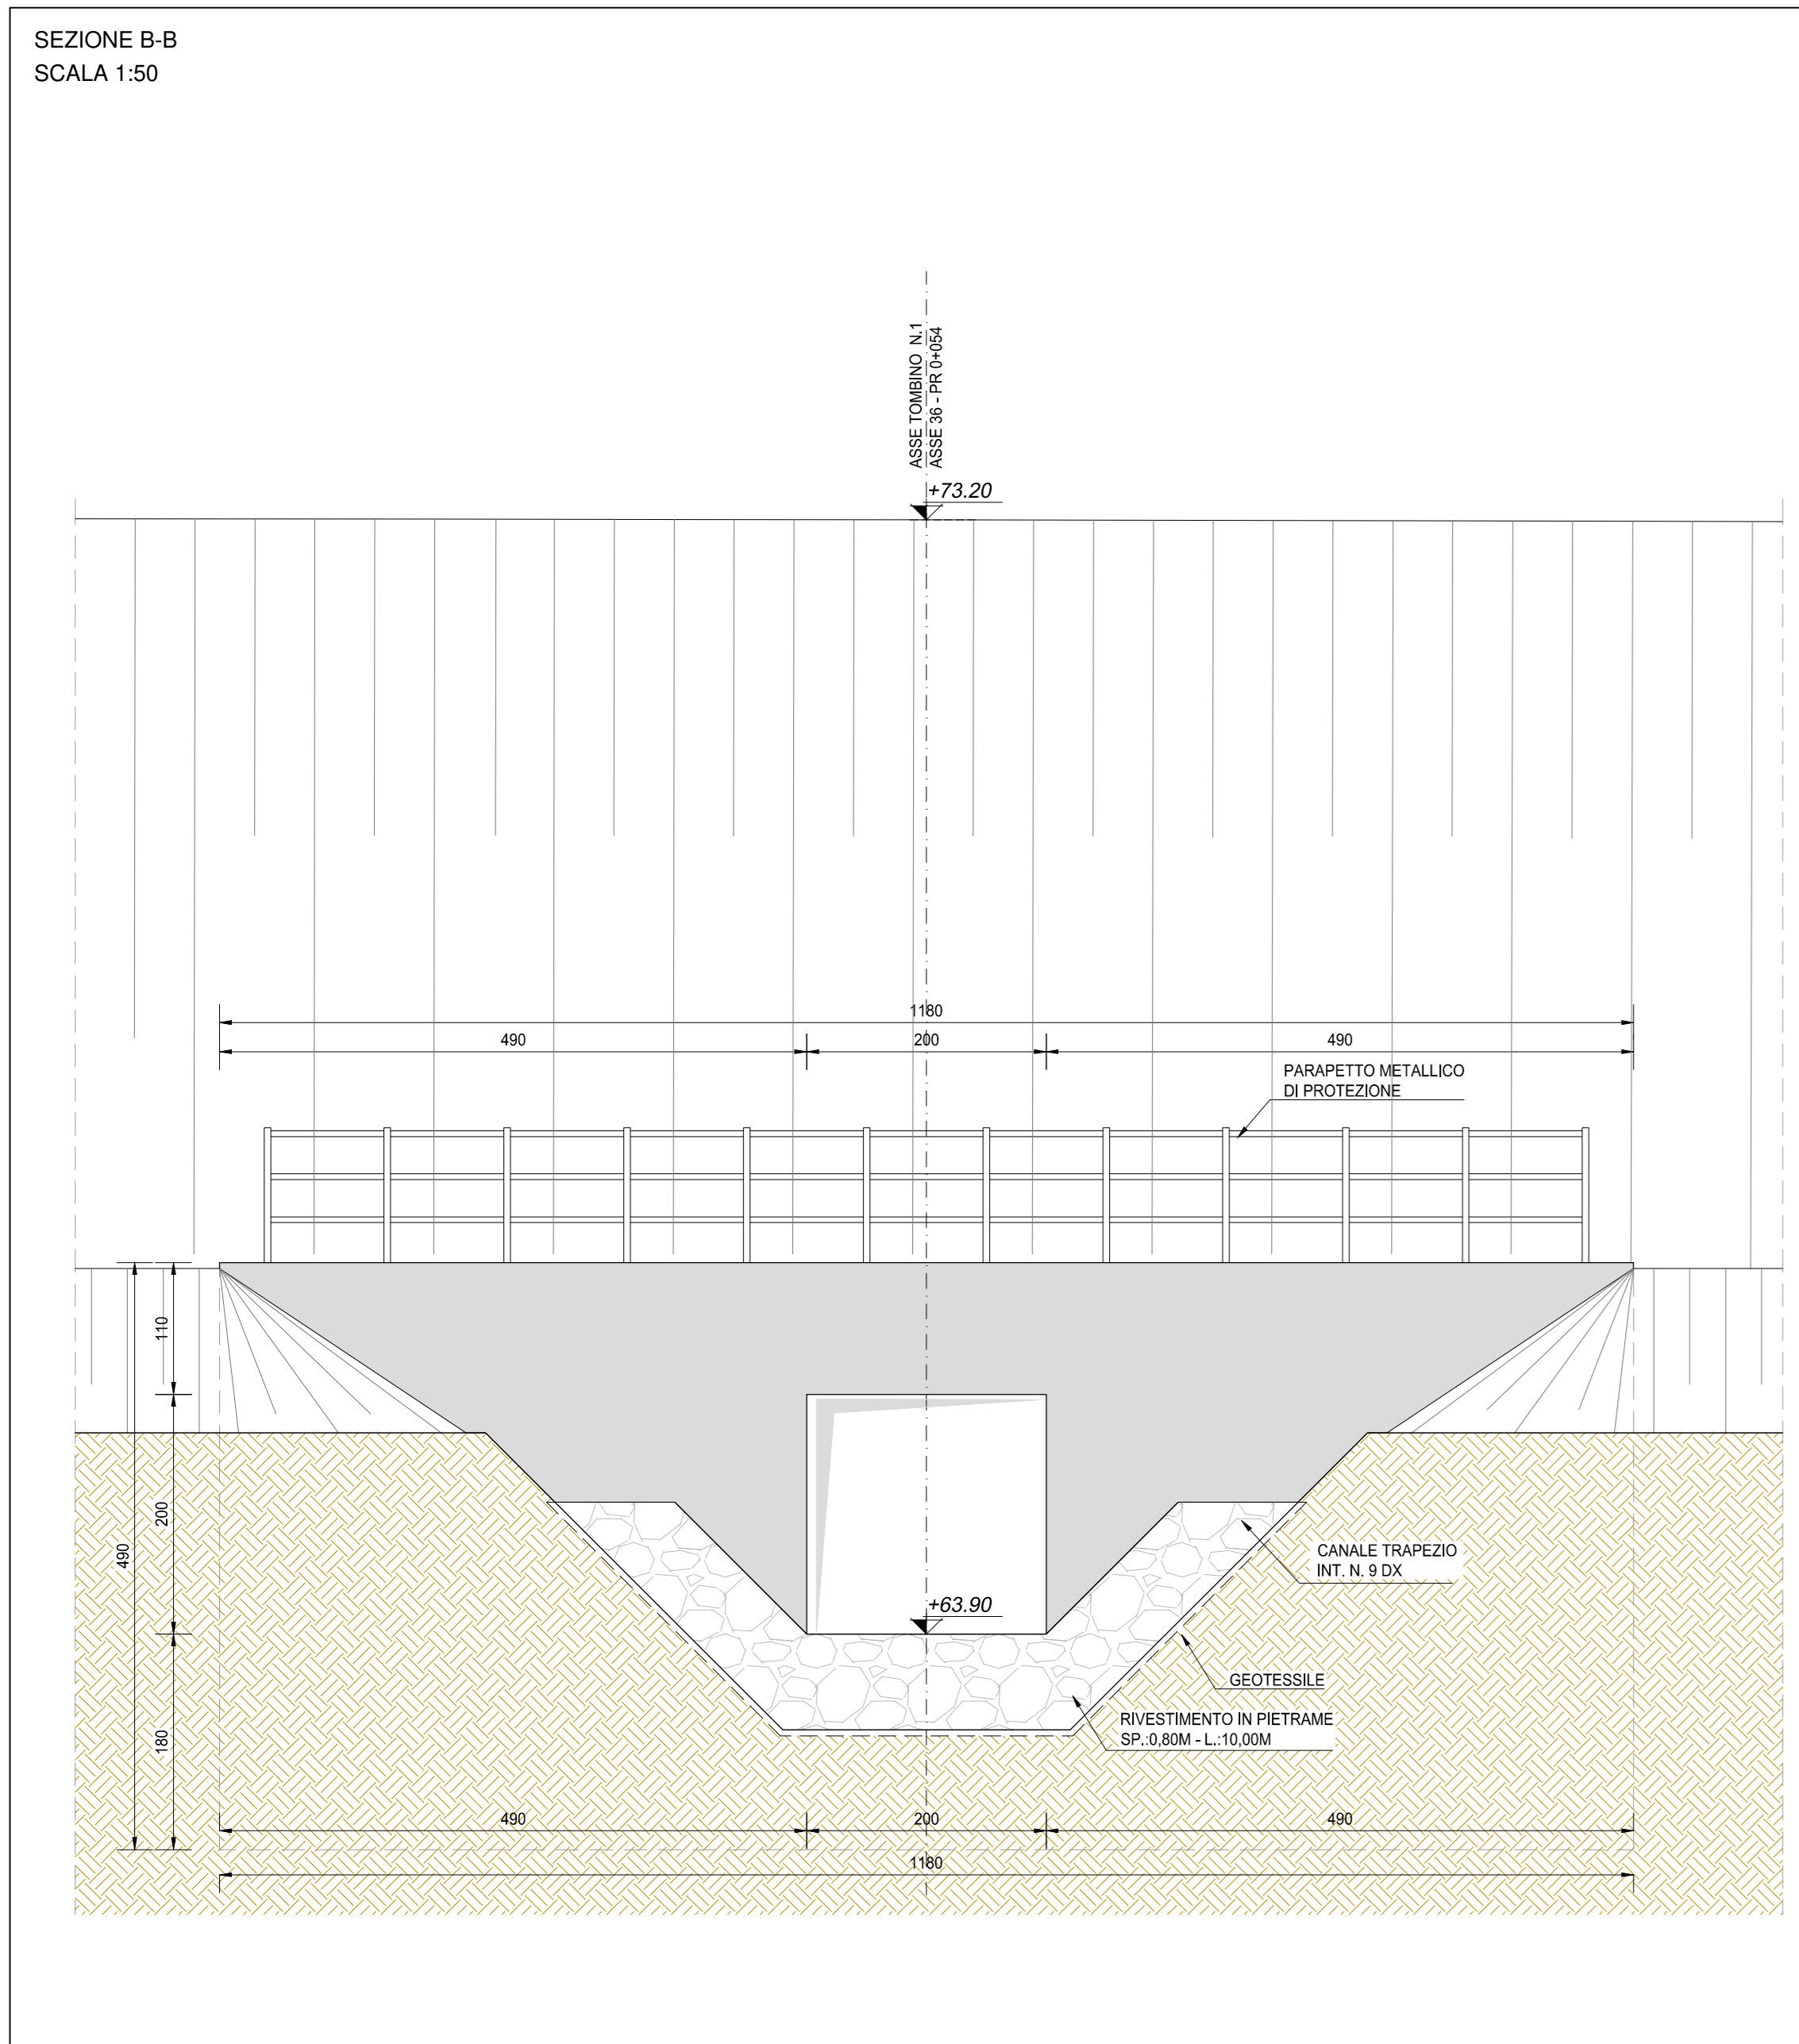 SEZIONE B-B
SCALA 1:50
ASSE TOMBINO N.1
ASSE 36 - PR 0+054
+73.20
1180
490
200
490
PARAPETTO METALLICO
DI PROTEZIONE
110
200
490
180
CANALE TRAPEZIO
INT. N. 9 DX
+63.90
GEOTESSILE
RIVESTIMENTO IN PIETRAME
SP.:0,80M - L.:10,00M
490
200
490
1180